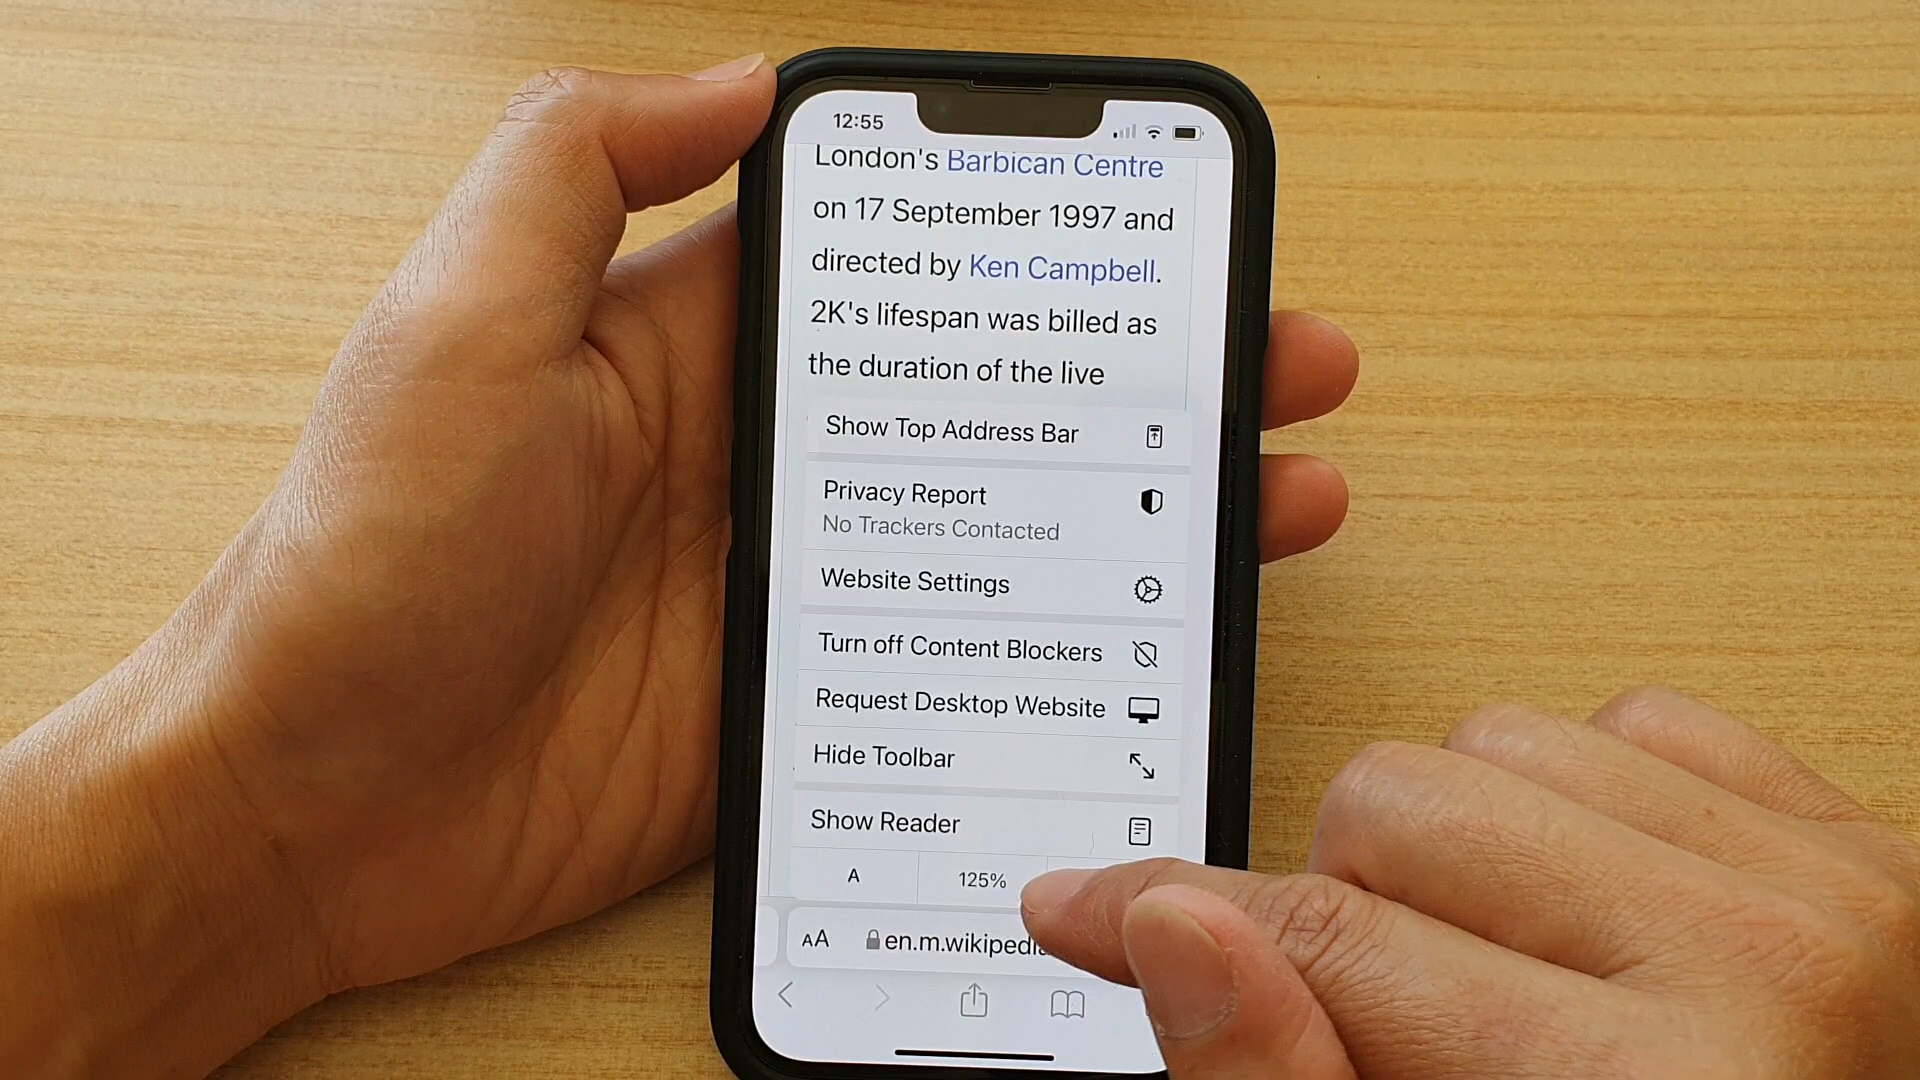 12:55
London's Barbican Centre
on 17 September 1997 and
directed by Ken Campbell.
2K's lifespan was billed as
the duration of the live
Show Top Address Bar
Privacy Report
No Trackers Contacted
Website Settings
Turn off Content Blockers
Request Desktop Website
Hide Toolbar
Show Reader
A 125%
AA en.m.wikipedia